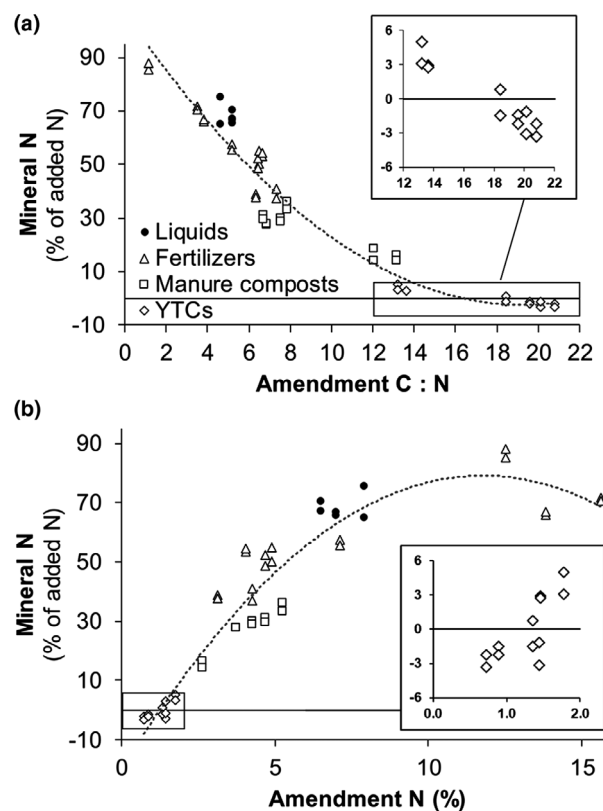 (a)
Mineral N
(% of added N)
90
70
50
30
10
-10
Liquids
Fertilizers
Manure composts
YTCs
6
3
0
-3
-6
12 14 16 18 20 22
0 2 4 6 8 10 12 14 16 18 20 22
Amendment C : N
(b)
Mineral N
(% of added N)
90
70
50
30
10
-10
6
3
0
-3
-6
0.0 1.0 2.0
0 5 10 15
Amendment N (%)